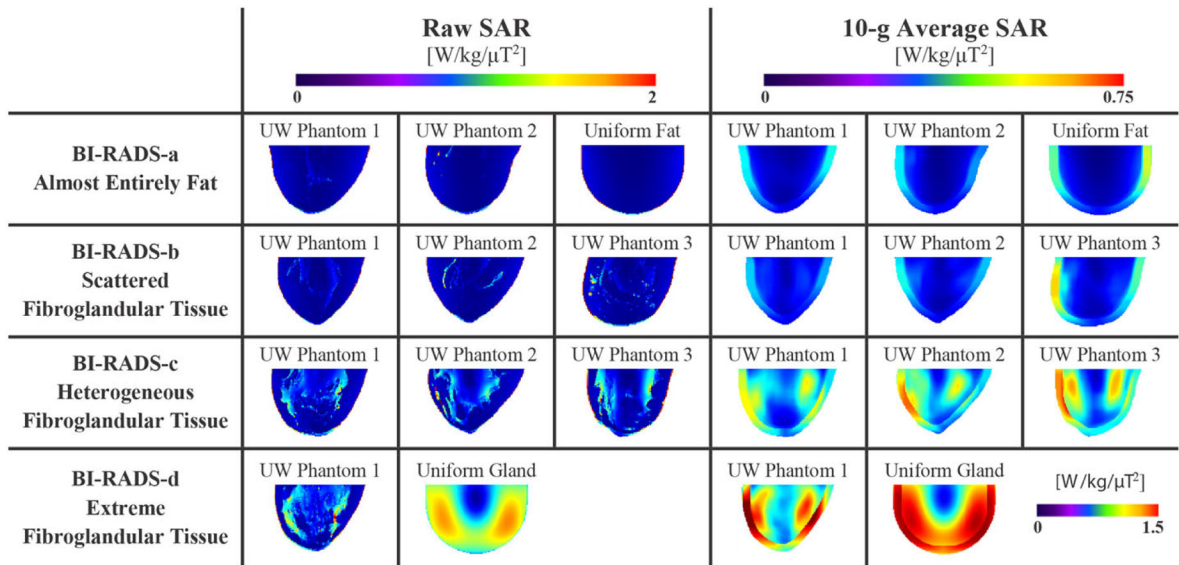 Raw SAR
[W/kg/µT²]
0 2
10-g Average SAR
[W/kg/µT²]
0 0.75
BI-RADS-a
Almost Entirely Fat
UW Phantom 1 UW Phantom 2 Uniform Fat UW Phantom 1 UW Phantom 2 Uniform Fat
BI-RADS-b
Scattered
Fibroglandular Tissue
UW Phantom 1 UW Phantom 2 UW Phantom 3 UW Phantom 1 UW Phantom 2 UW Phantom 3
BI-RADS-c
Heterogeneous
Fibroglandular Tissue
UW Phantom 1 UW Phantom 2 UW Phantom 3 UW Phantom 1 UW Phantom 2 UW Phantom 3
BI-RADS-d
Extreme
Fibroglandular Tissue
UW Phantom 1 Uniform Gland UW Phantom 1 Uniform Gland
[W/kg/µT²]
0 1.5